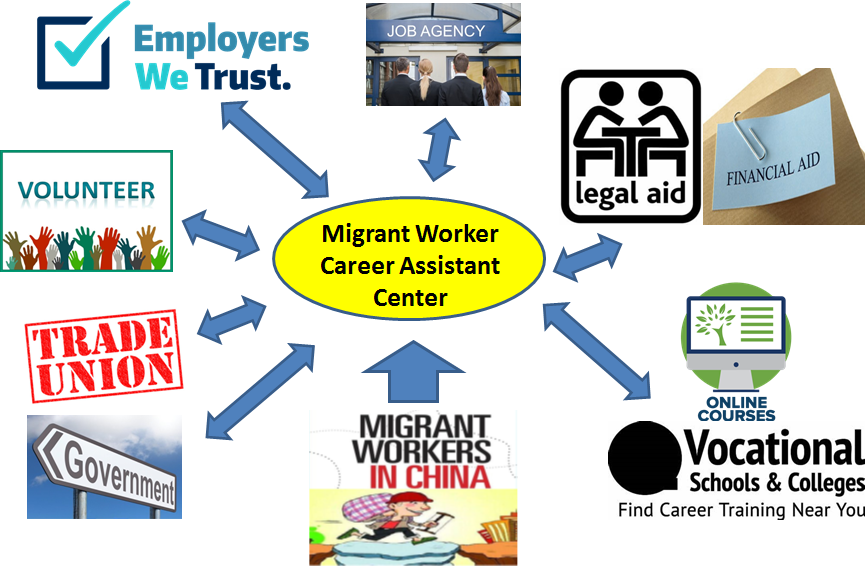 Employers
We Trust.
JOB AGENCY
legal aid
FINANCIAL AID
VOLUNTEER
Migrant Worker
Career Assistant
Center
TRADE
UNION
ONLINE
COURSES
Government
MIGRANT
WORKERS
IN CHINA
Vocational
Schools & Colleges
Find Career Training Near You